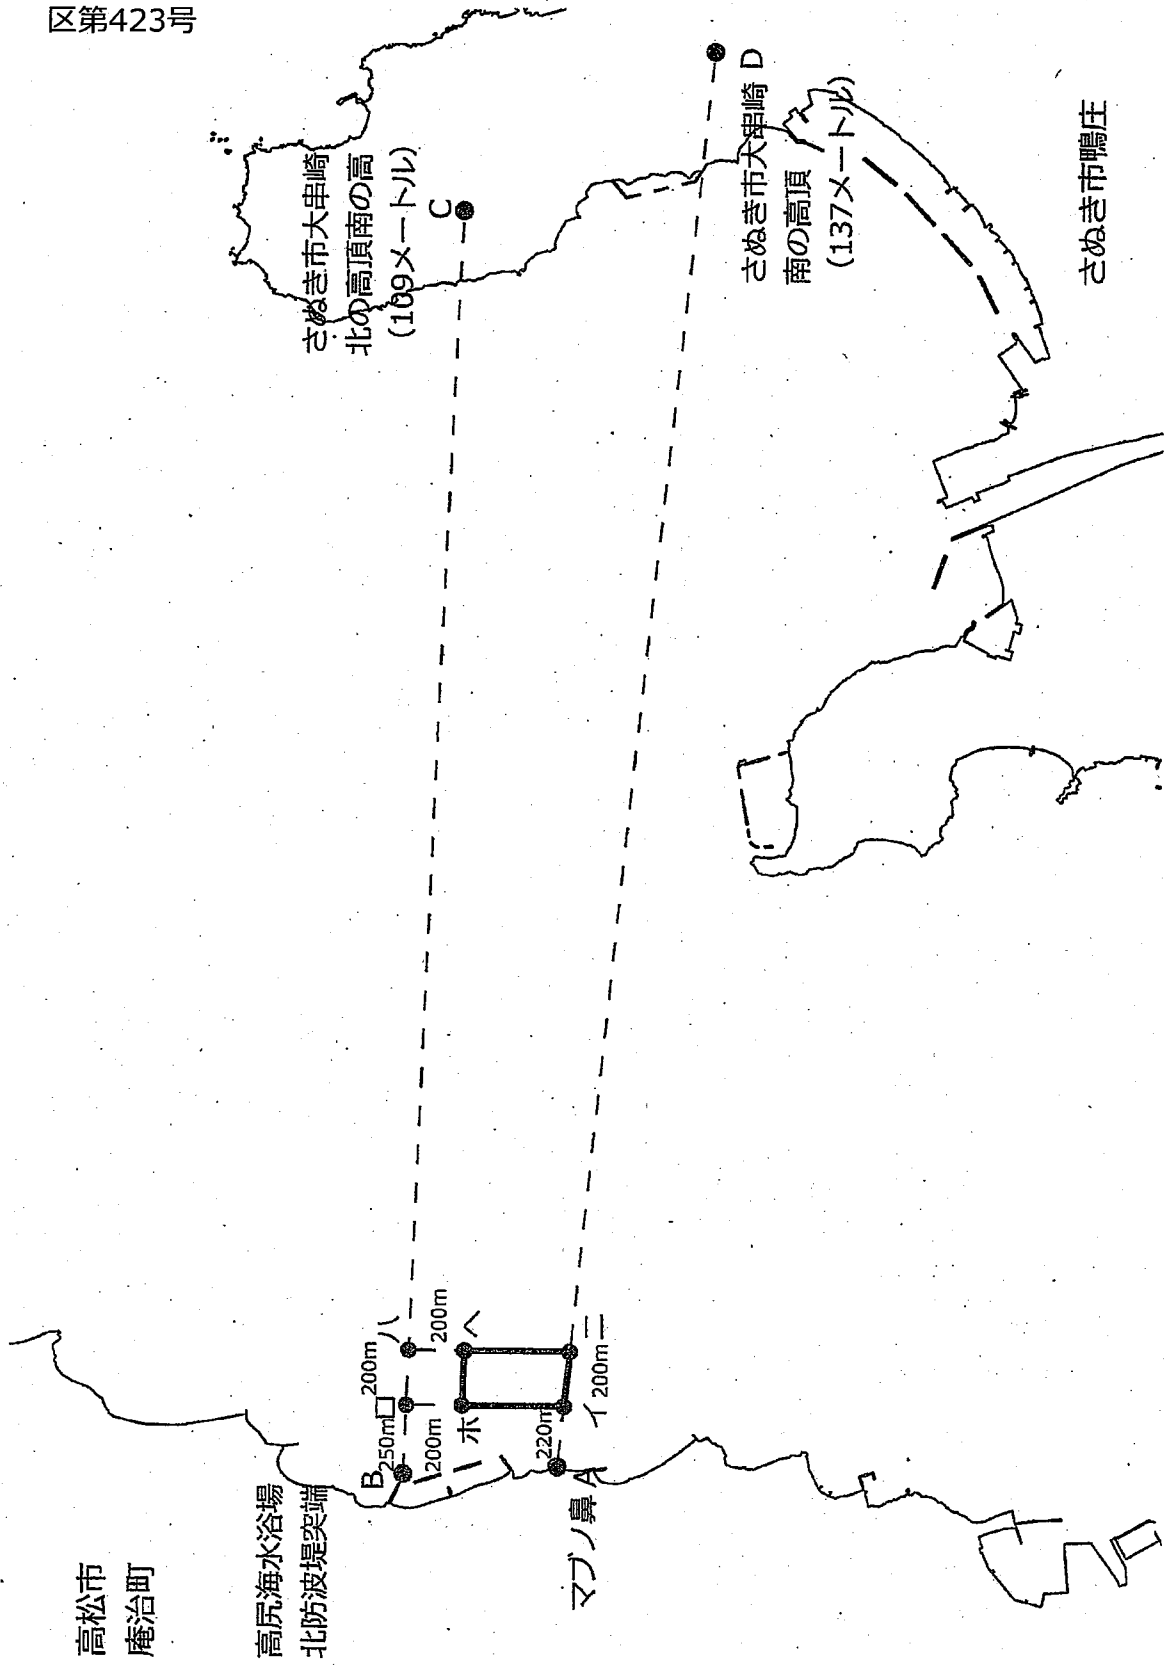 区第423号
高松市
庵治町
高尻海水浴場
北防波堤突端
B
250m
ロ
200m
ハ
200m
200m
ホ
ヘ
マブノ鼻 A
220m
イ
200m
ニ
さぬき市大串崎
北の高頂南の高
(109メートル)
C
さぬき市大串崎 D
南の高頂
(137メートル)
さぬき市鴨庄